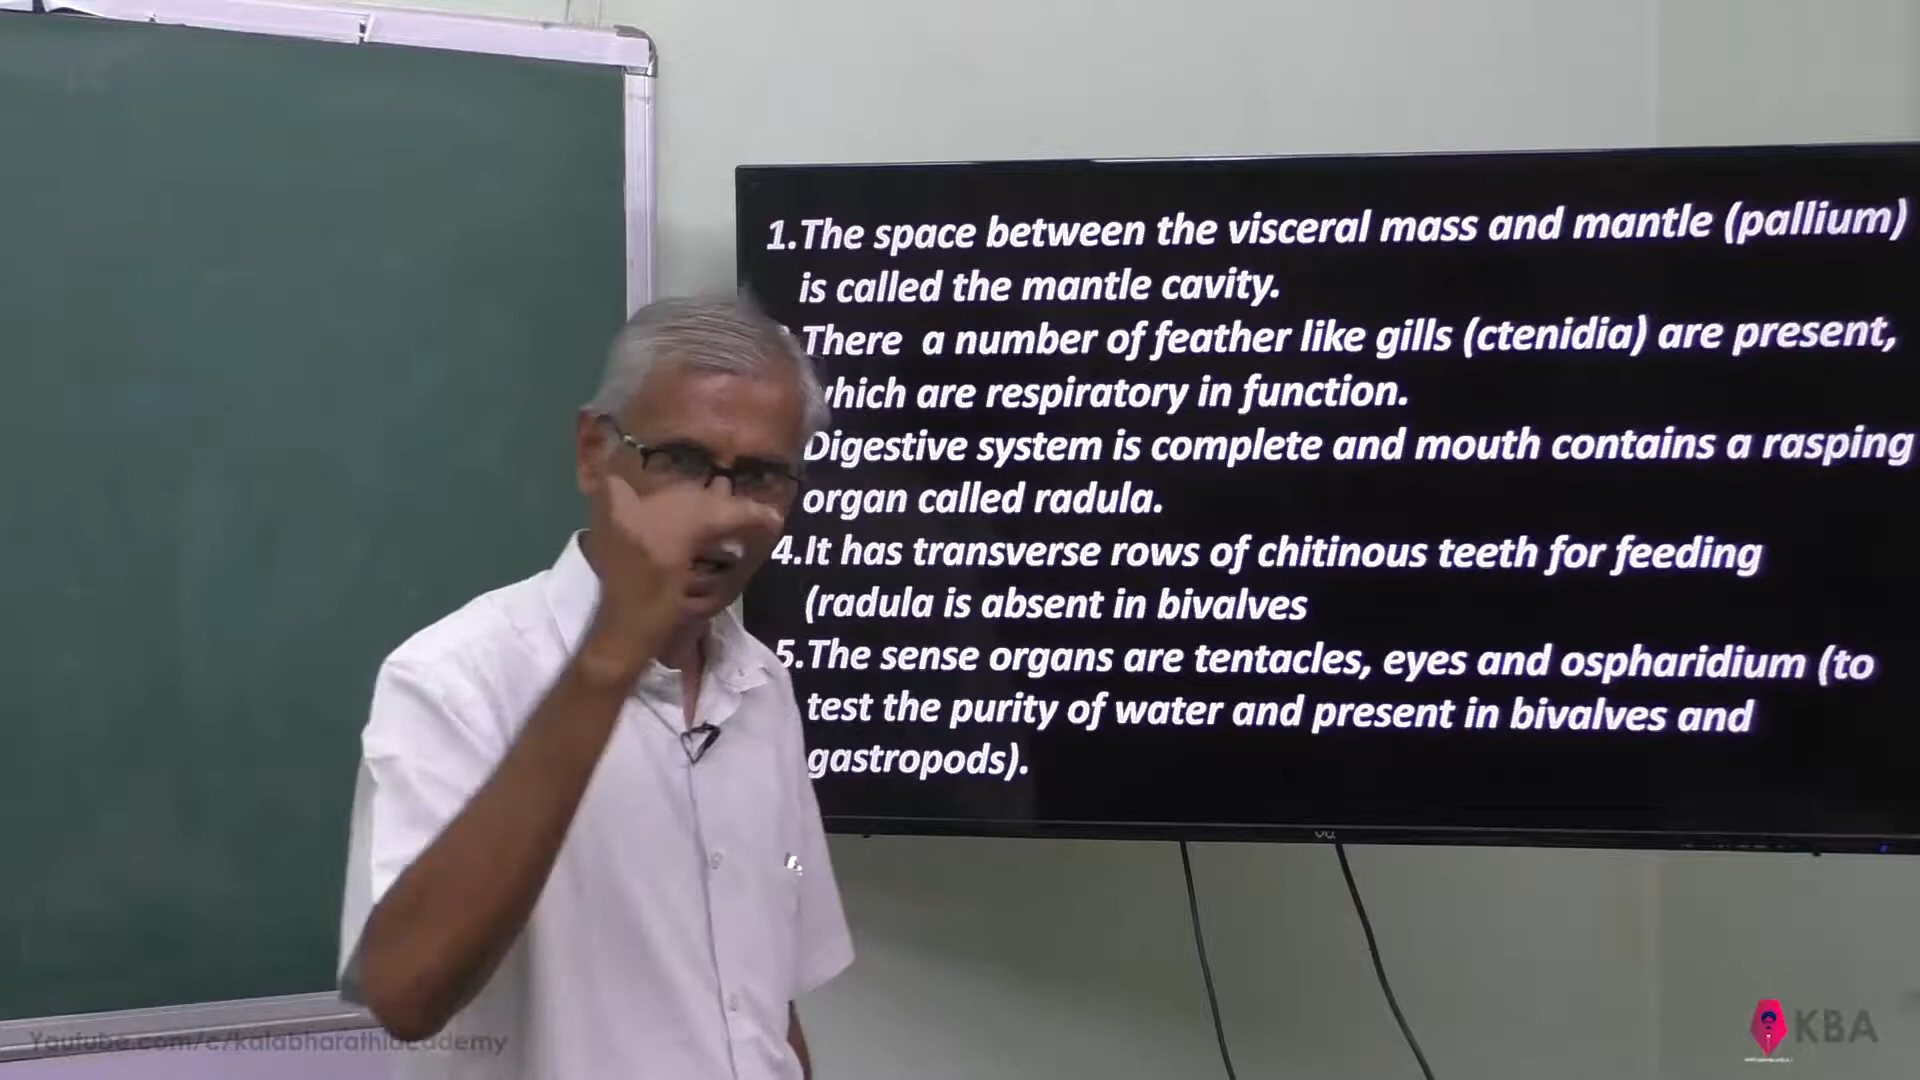 1.The space between the visceral mass and mantle (pallium)
is called the mantle cavity.
There a number of feather like gills (ctenidia) are present,
which are respiratory in function.
Digestive system is complete and mouth contains a rasping
organ called radula.
4.It has transverse rows of chitinous teeth for feeding
(radula is absent in bivalves
5.The sense organs are tentacles, eyes and ospharidium (to
test the purity of water and present in bivalves and
gastropods).
Youtube.com/c/kalabharathiacademy
KBA